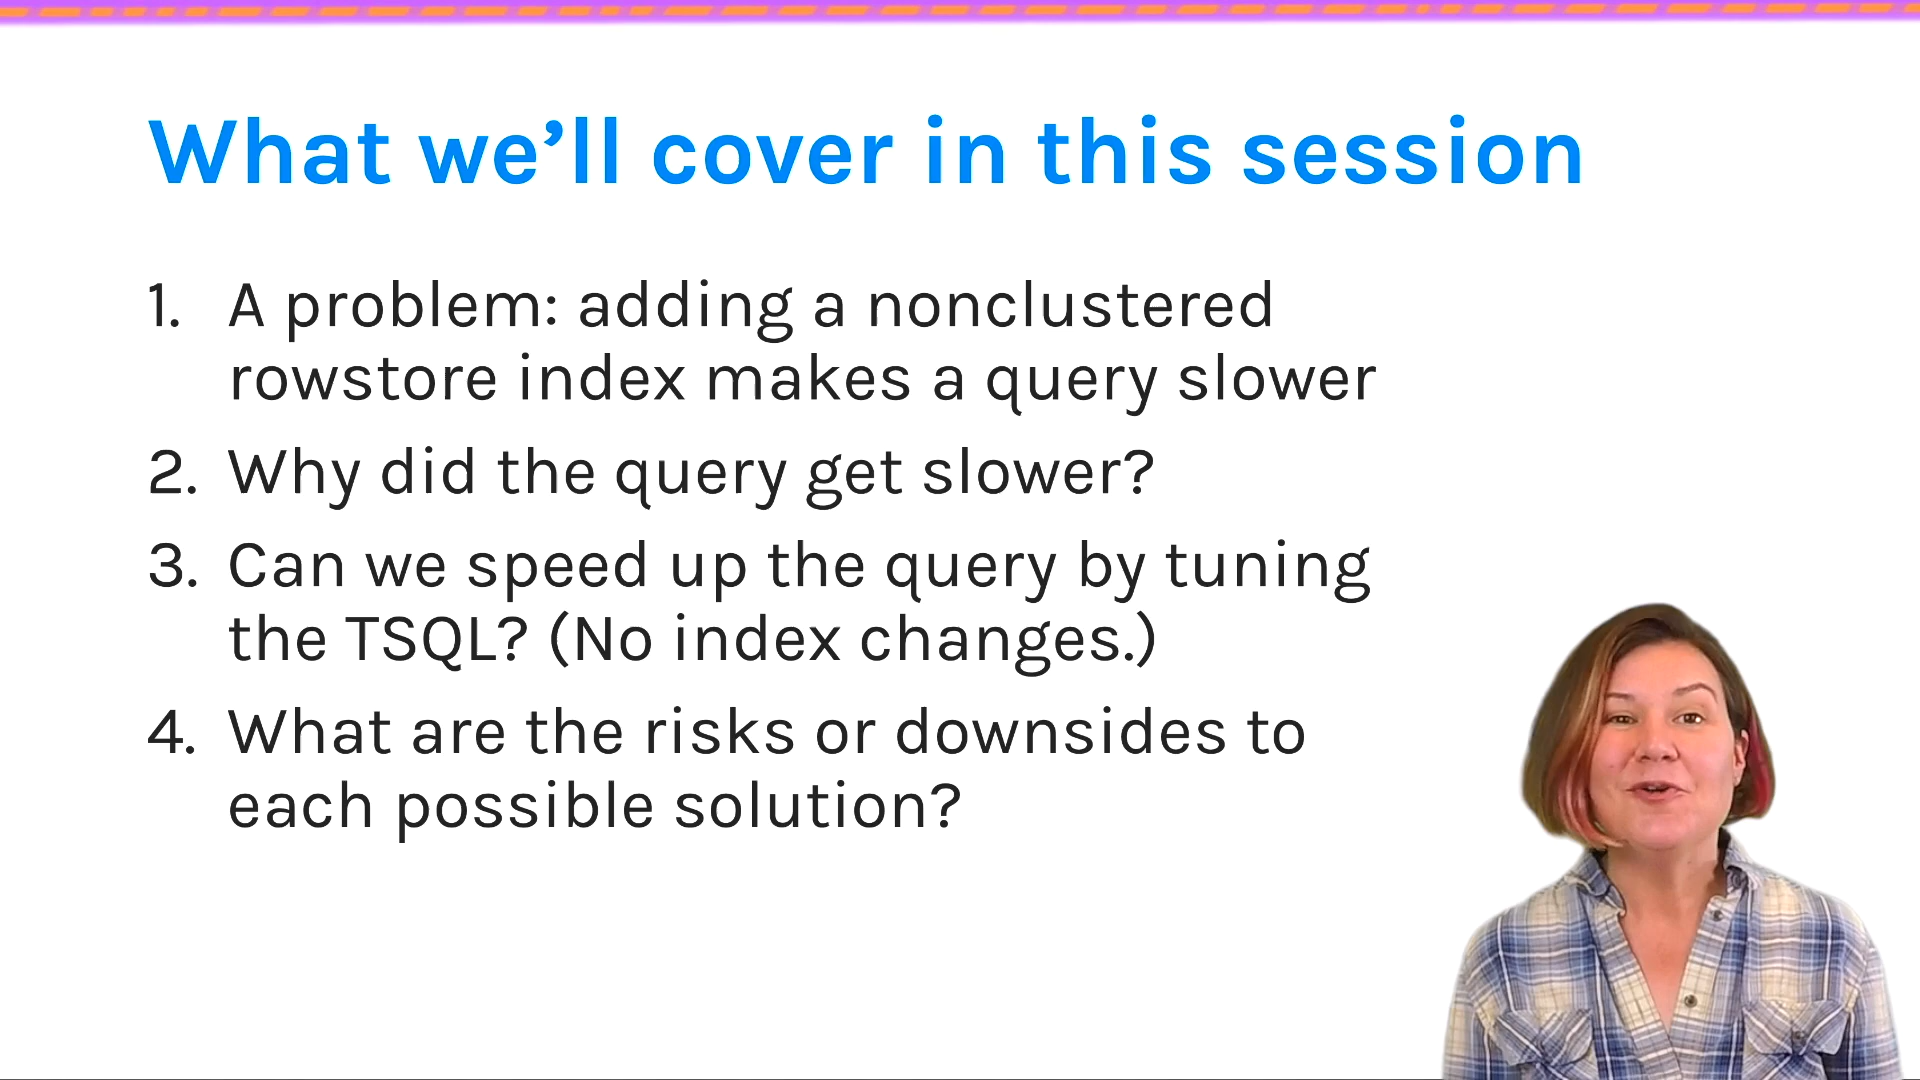 What we’ll cover in this session
1. A problem: adding a nonclustered
rowstore index makes a query slower
2. Why did the query get slower?
3. Can we speed up the query by tuning
the TSQL? (No index changes.)
4. What are the risks or downsides to
each possible solution?